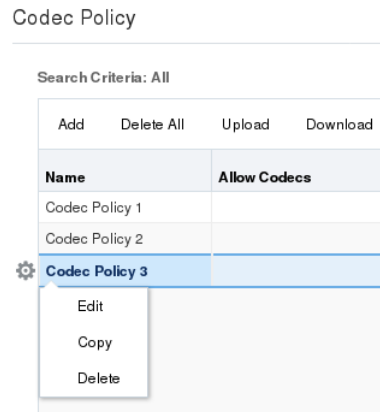 Codec Policy
Search Criteria: All
Add Delete All Upload Download
Name Allow Codecs
Codec Policy 1
Codec Policy 2
Codec Policy 3
Edit
Copy
Delete